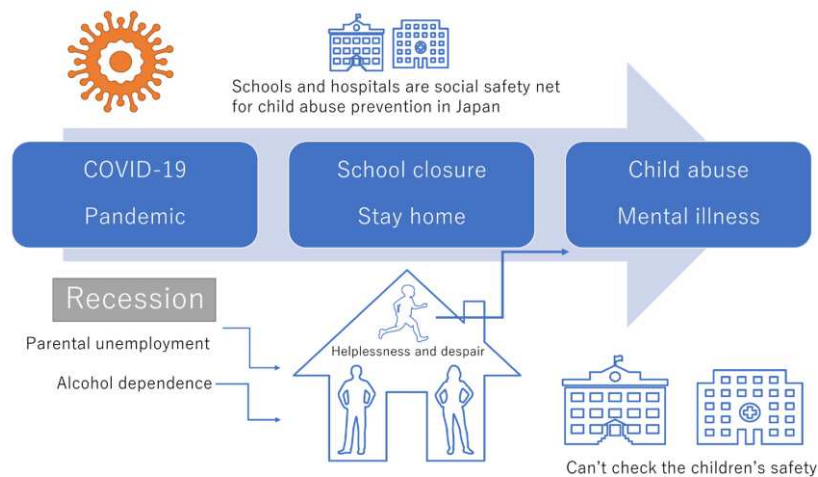 Schools and hospitals are social safety net
for child abuse prevention in Japan
COVID-19
Pandemic
School closure
Stay home
Child abuse
Mental illness
Recession
Parental unemployment
Alcohol dependence
Helplessness and despair
Can't check the children's safety